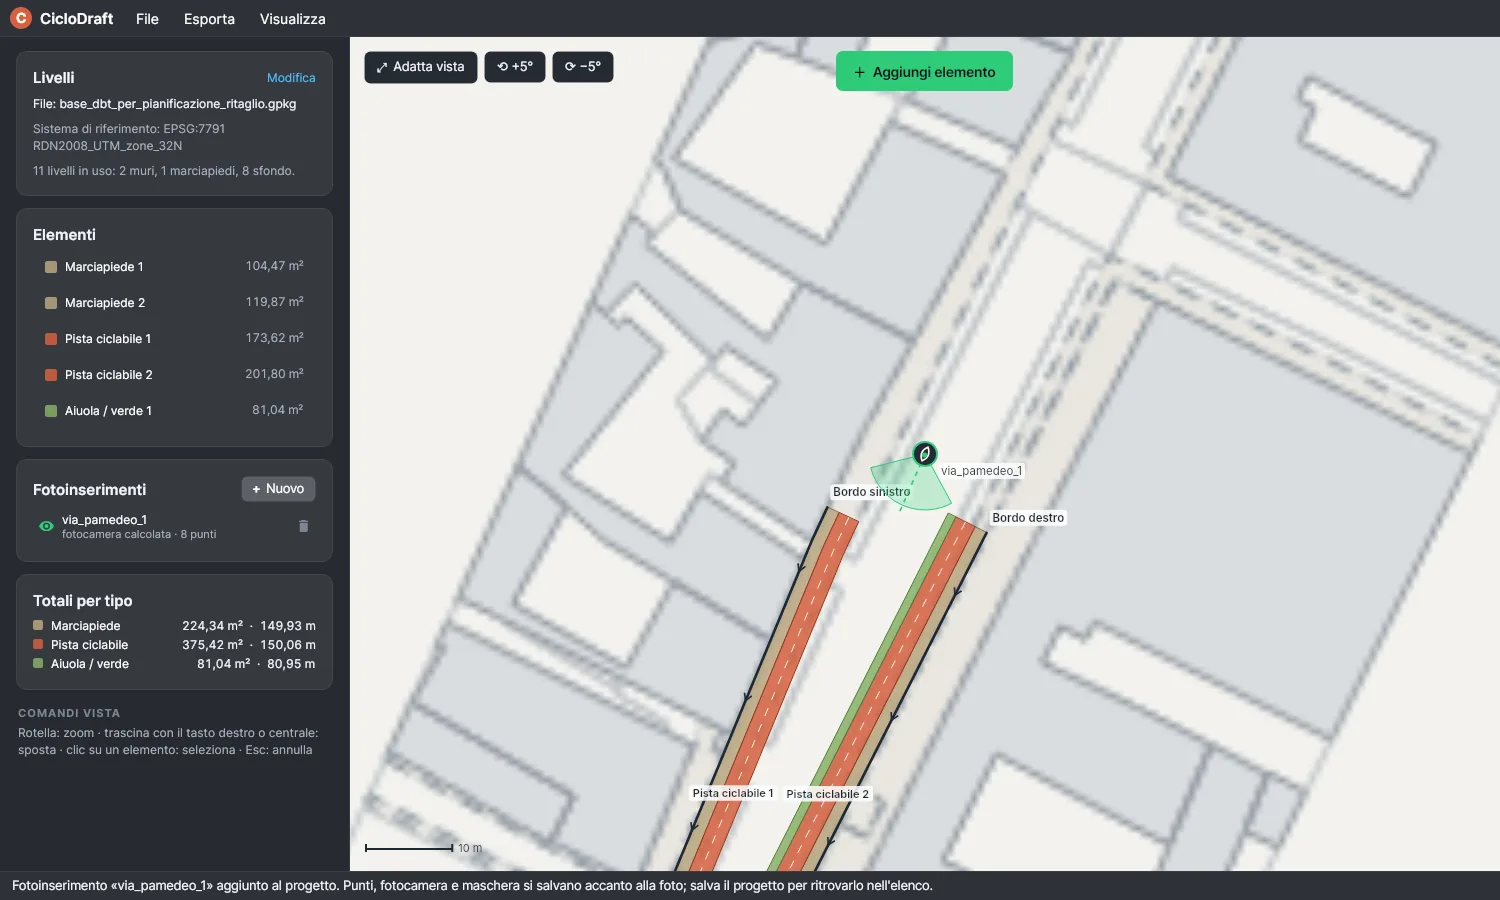 C CicloDraft File Esporta Visualizza
Livelli Modifica
File: base_dbt_per_pianificazione_ritaglio.gpkg
Sistema di riferimento: EPSG:7791
RDN2008_UTM_zone_32N
11 livelli in uso: 2 muri, 1 marciapiedi, 8 sfondo.
Elementi
Marciapiede 1 104,47 m²
Marciapiede 2 119,87 m²
Pista ciclabile 1 173,62 m²
Pista ciclabile 2 201,80 m²
Aiuola / verde 1 81,04 m²
Fotoinserimenti + Nuovo
via_pamedeo_1
fotocamera calcolata · 8 punti
Totali per tipo
Marciapiede 224,34 m² · 149,93 m
Pista ciclabile 375,42 m² · 150,06 m
Aiuola / verde 81,04 m² · 80,95 m
COMANDI VISTA
Rotella: zoom · trascina con il tasto destro o centrale:
sposta · clic su un elemento: seleziona · Esc: annulla
⤢ Adatta vista ⟲ +5° ⟳ −5°
+ Aggiungi elemento
via_pamedeo_1
Bordo sinistro
Bordo destro
Pista ciclabile 1 Pista ciclabile 2
10 m
Fotoinserimento «via_pamedeo_1» aggiunto al progetto. Punti, fotocamera e maschera si salvano accanto alla foto; salva il progetto per ritrovarlo nell'elenco.